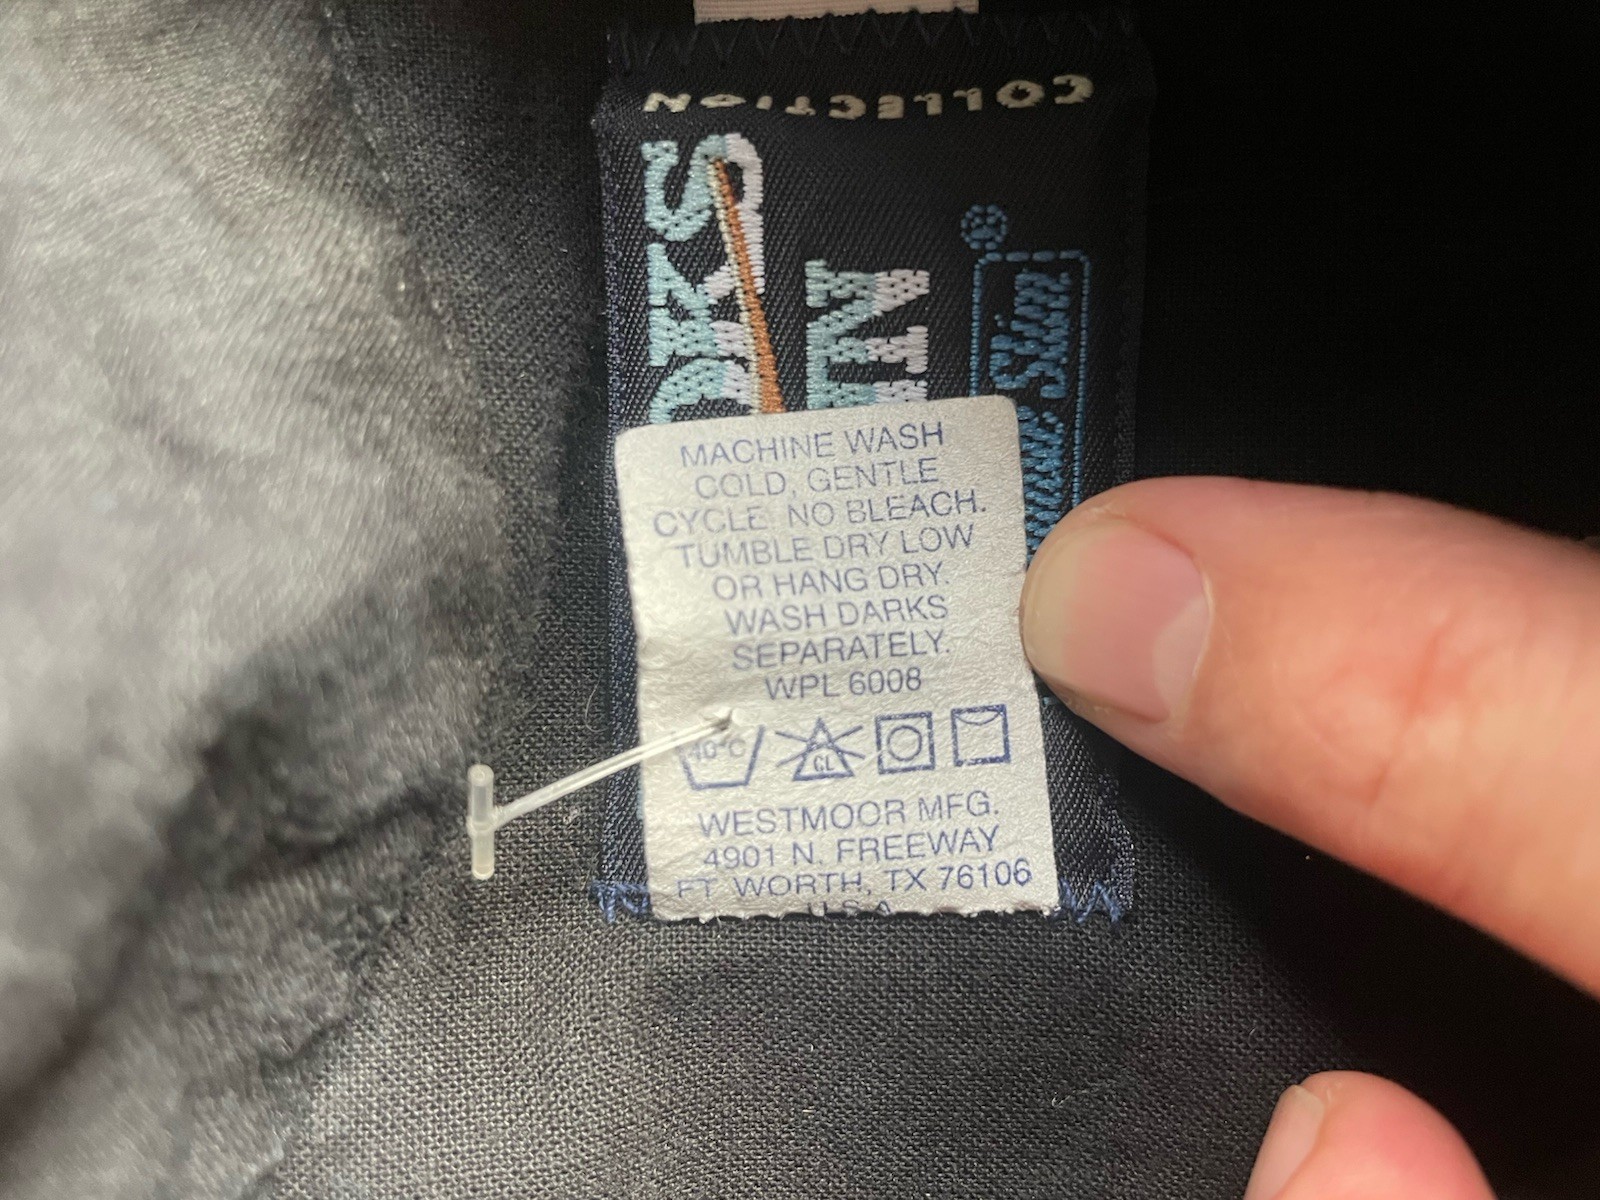 COLLECTION
MACHINE WASH
COLD, GENTLE
CYCLE. NO BLEACH.
TUMBLE DRY LOW
OR HANG DRY.
WASH DARKS
SEPARATELY.
WPL 6008
40°C
CL
WESTMOOR MFG.
4901 N. FREEWAY
FT. WORTH, TX 76106
U.S.A.